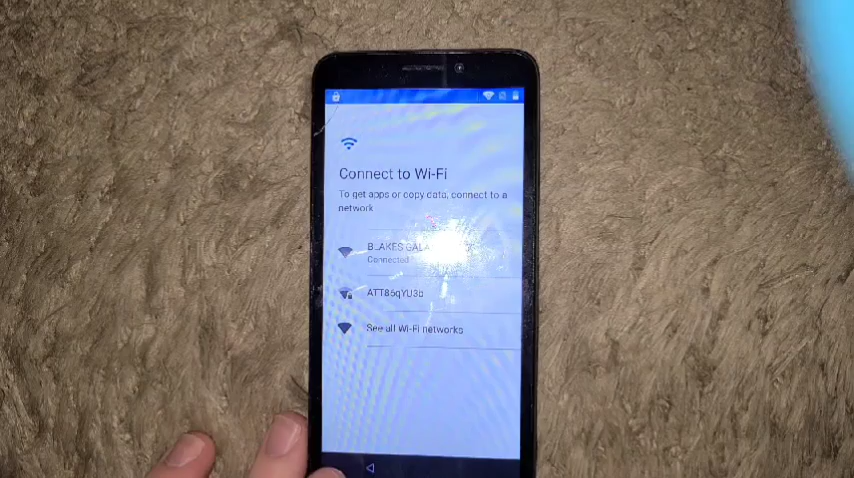 Connect to Wi-Fi
To get apps or copy data, connect to a
network
BLAKES GALA
Connected
ATT85qYU3b
See all Wi-Fi networks